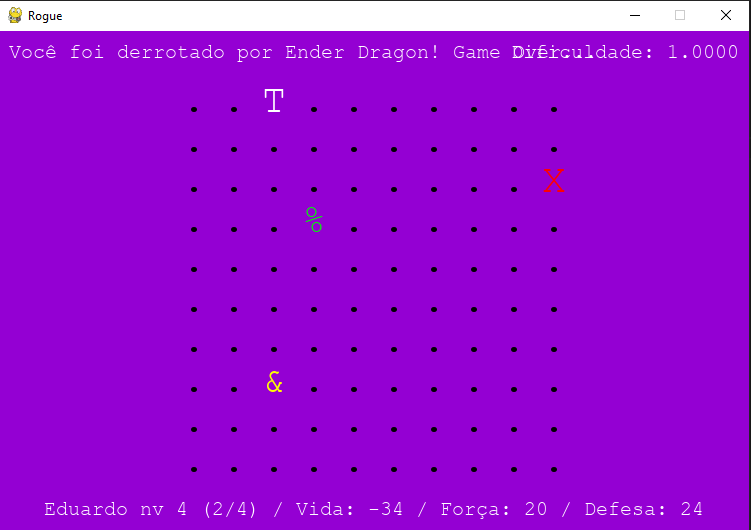 Rogue
Você foi derrotado por Ender Dragon! Game Over... Dificuldade: 1.0000
T
X
%
&
Eduardo nv 4 (2/4) / Vida: -34 / Força: 20 / Defesa: 24